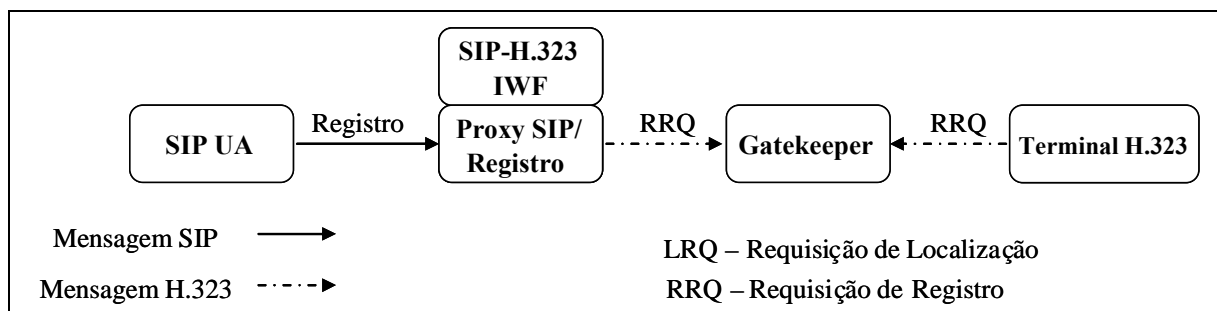 SIP-H.323
IWF
SIP UA
Registro
Proxy SIP/
Registro
RRQ
Gatekeeper
RRQ
Terminal H.323
Mensagem SIP
LRQ – Requisição de Localização
Mensagem H.323
RRQ – Requisição de Registro